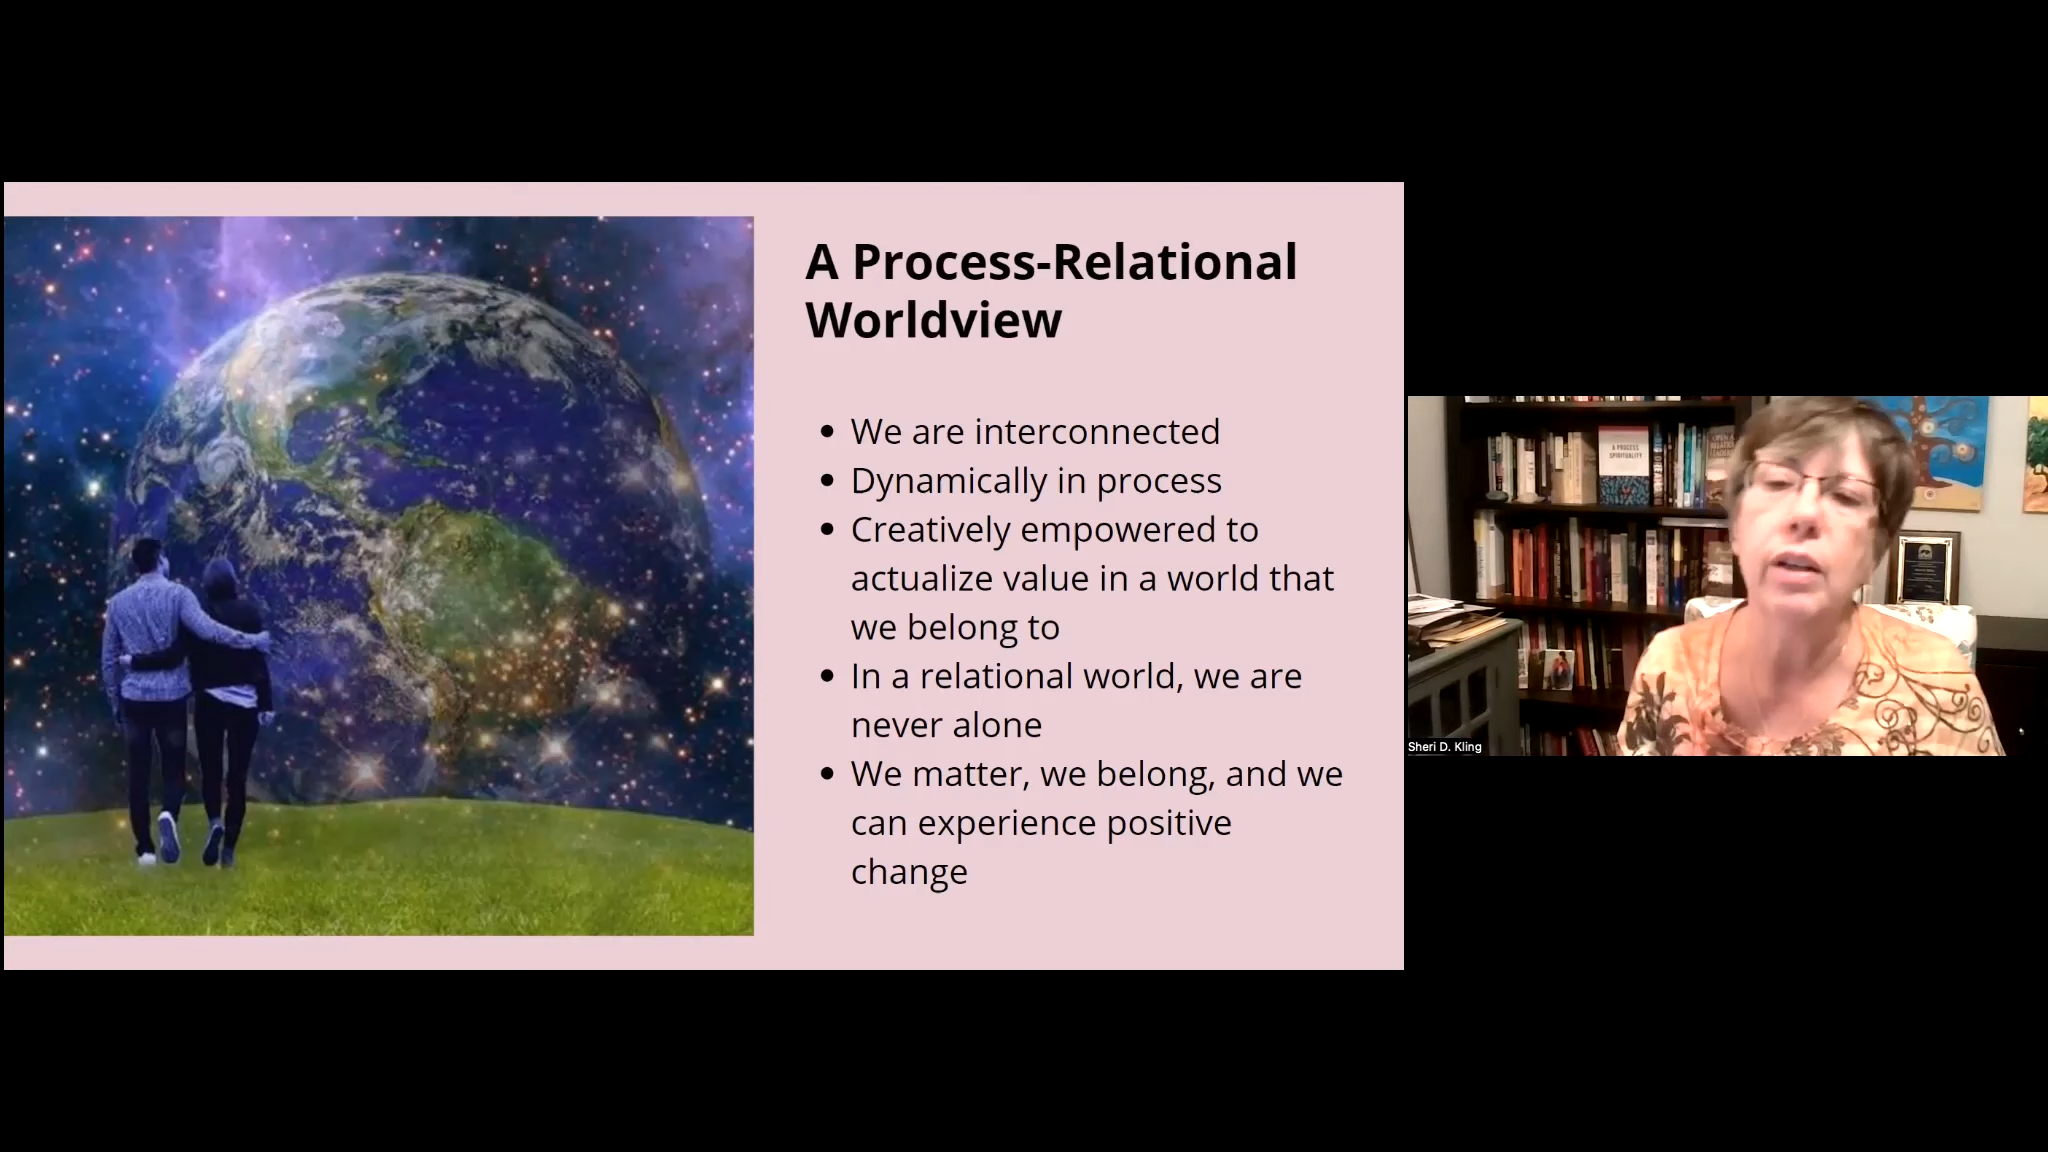 A Process-Relational
Worldview
• We are interconnected
• Dynamically in process
• Creatively empowered to
actualize value in a world that
we belong to
• In a relational world, we are
never alone
• We matter, we belong, and we
can experience positive
change
A PROCESS
SPIRITUALITY
Sheri D. Kling